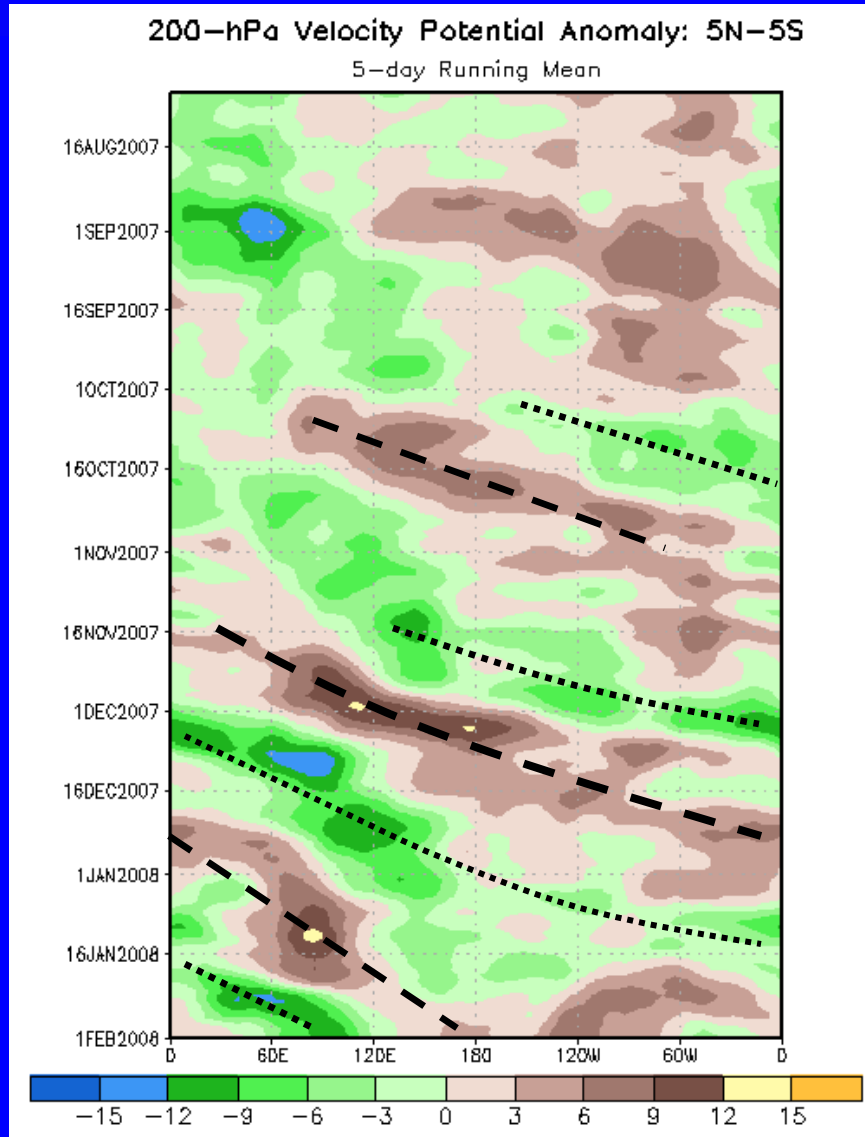 200-hPa Velocity Potential Anomaly: 5N-5S
5-day Running Mean
16AUG2007
1SEP2007
16SEP2007
1OCT2007
16OCT2007
1NOV2007
16NOV2007
1DEC2007
16DEC2007
1JAN2008
16JAN2008
1FEB2008
0 60E 120E 180 120W 60W 0
-15 -12 -9 -6 -3 0 3 6 9 12 15